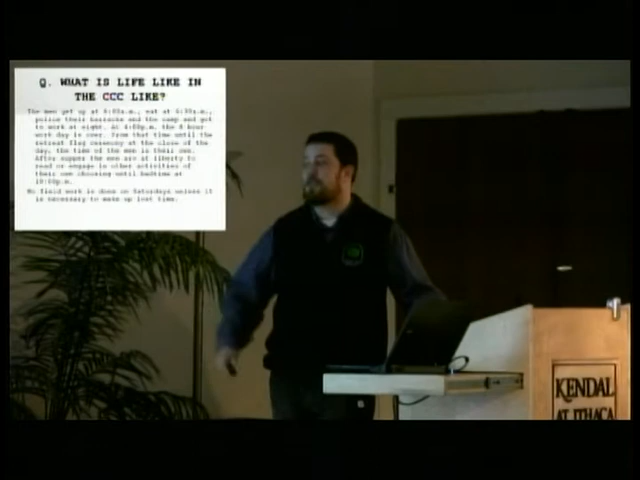 Q. WHAT IS LIFE LIKE IN
THE CCC LIKE?
The men get up at 6:00a.m., eat at 6:30a.m.,
police their barracks and the camp and get
to work at eight. At 4:00p.m. the 8 hour
work day is over. From that time until the
retreat flag ceremony at the close of the
day, the time of the men is their own.
After supper the men are at liberty to
read or engage in other activities of
their own choosing until bedtime at
10:00p.m.
No field work is done on Saturdays unless it
is necessary to make up lost time.
KENDAL
AT ITHACA